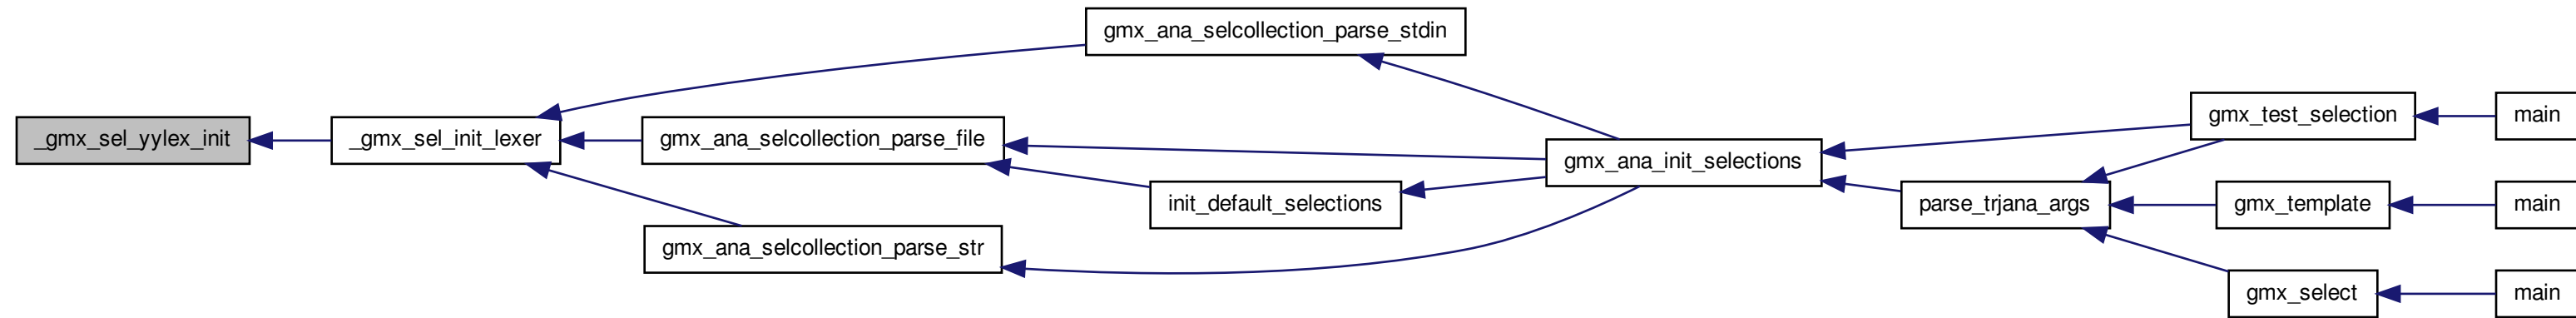 _gmx_sel_yylex_init
_gmx_sel_init_lexer
gmx_ana_selcollection_parse_stdin
gmx_ana_selcollection_parse_file
gmx_ana_selcollection_parse_str
init_default_selections
gmx_ana_init_selections
parse_trjana_args
gmx_test_selection
gmx_template
gmx_select
main
main
main